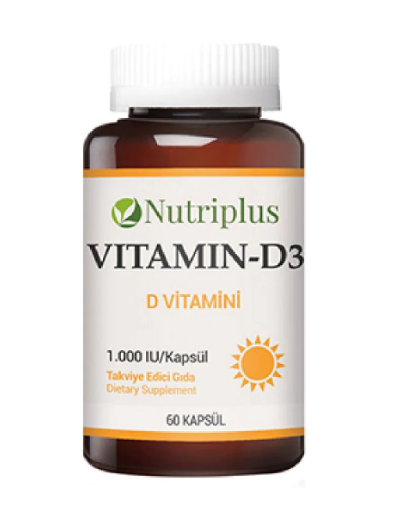 Nutriplus
VITAMIN-D3
D VİTAMİNİ
1.000 IU/Kapsül
Takviye Edici Gıda
Dietary Supplement
60 KAPSÜL